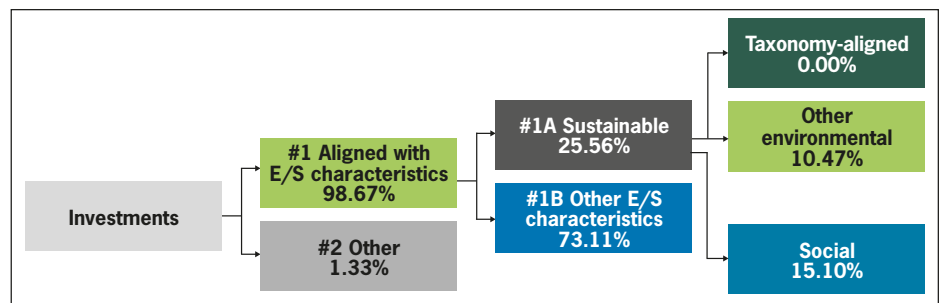 Investments
#1 Aligned with
E/S characteristics
98.67%
#2 Other
1.33%
#1A Sustainable
25.56%
#1B Other E/S
characteristics
73.11%
Taxonomy-aligned
0.00%
Other
environmental
10.47%
Social
15.10%